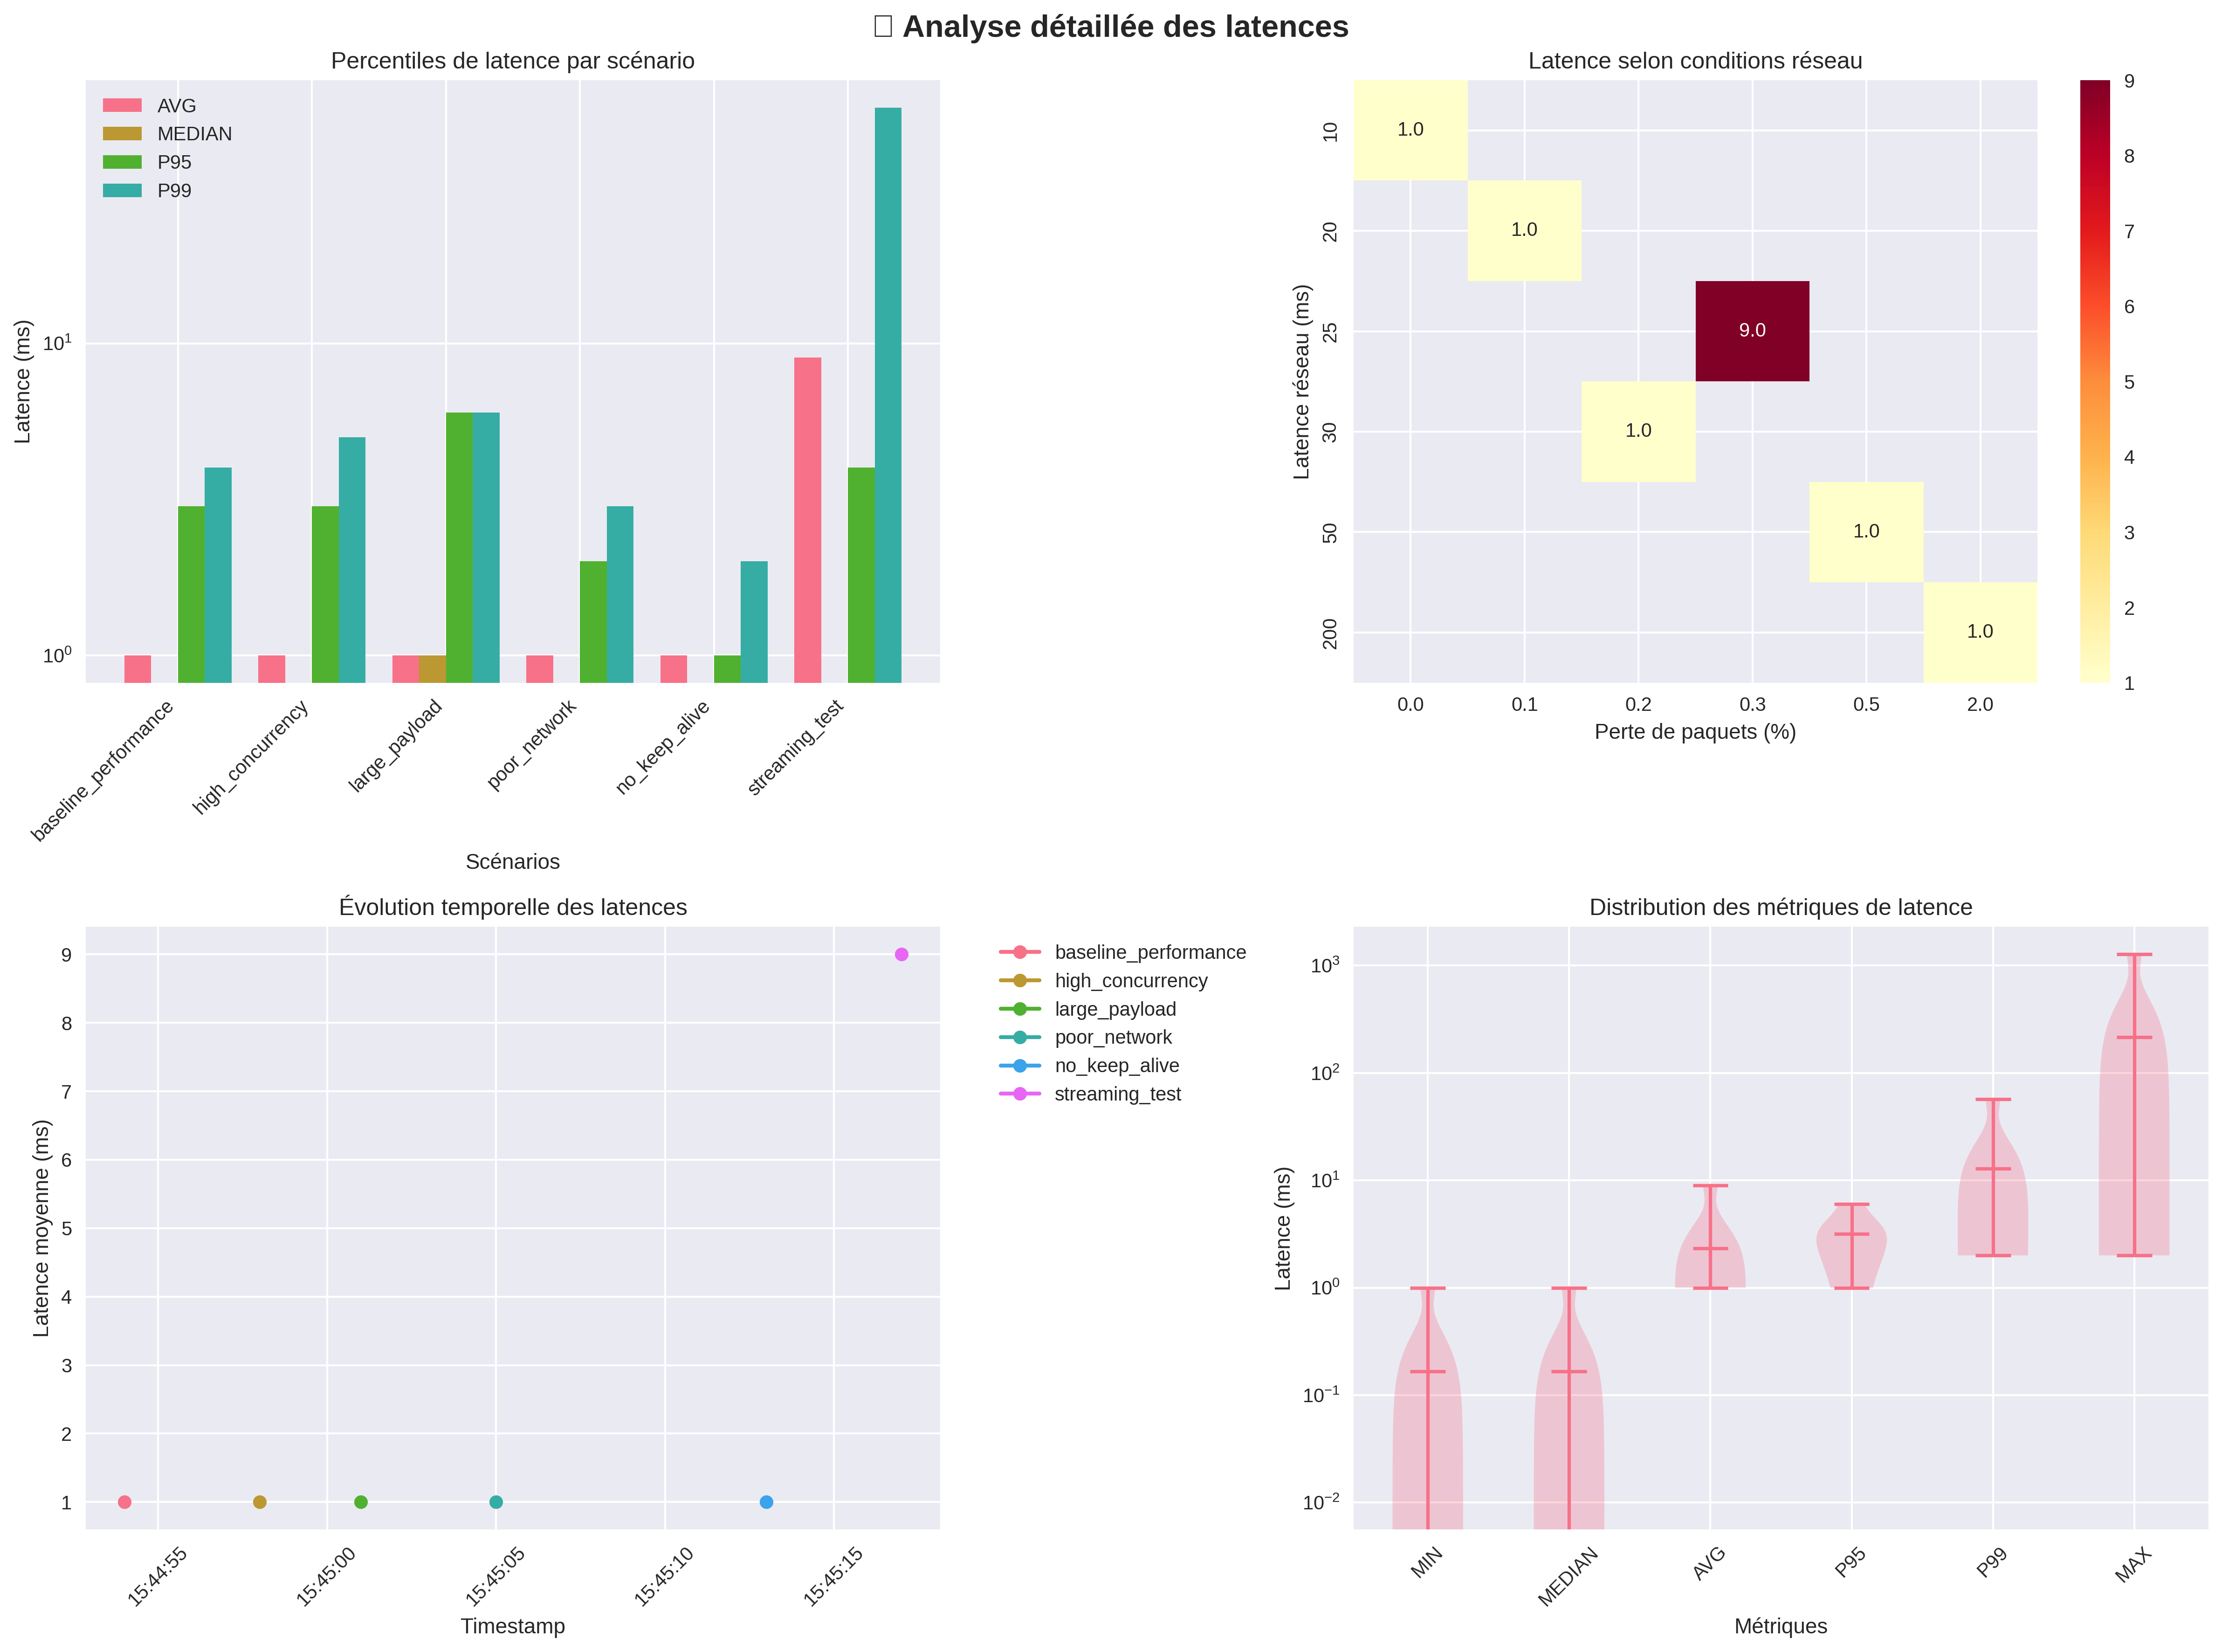 Analyse détaillée des latences
Percentiles de latence par scénario
AVG
MEDIAN
P95
P99
Latence (ms)
10¹
10⁰
baseline_performance
high_concurrency
large_payload
poor_network
no_keep_alive
streaming_test
Scénarios
Latence selon conditions réseau
Latence réseau (ms)
10
20
25
30
50
200
1.0
1.0
9.0
1.0
1.0
1.0
0.0
0.1
0.2
0.3
0.5
2.0
Perte de paquets (%)
9
8
7
6
5
4
3
2
1
Évolution temporelle des latences
Latence moyenne (ms)
9
8
7
6
5
4
3
2
1
15:44:55
15:45:00
15:45:05
15:45:10
15:45:15
Timestamp
baseline_performance
high_concurrency
large_payload
poor_network
no_keep_alive
streaming_test
Distribution des métriques de latence
Latence (ms)
10³
10²
10¹
10⁰
10⁻¹
10⁻²
MIN
MEDIAN
AVG
P95
P99
MAX
Métriques